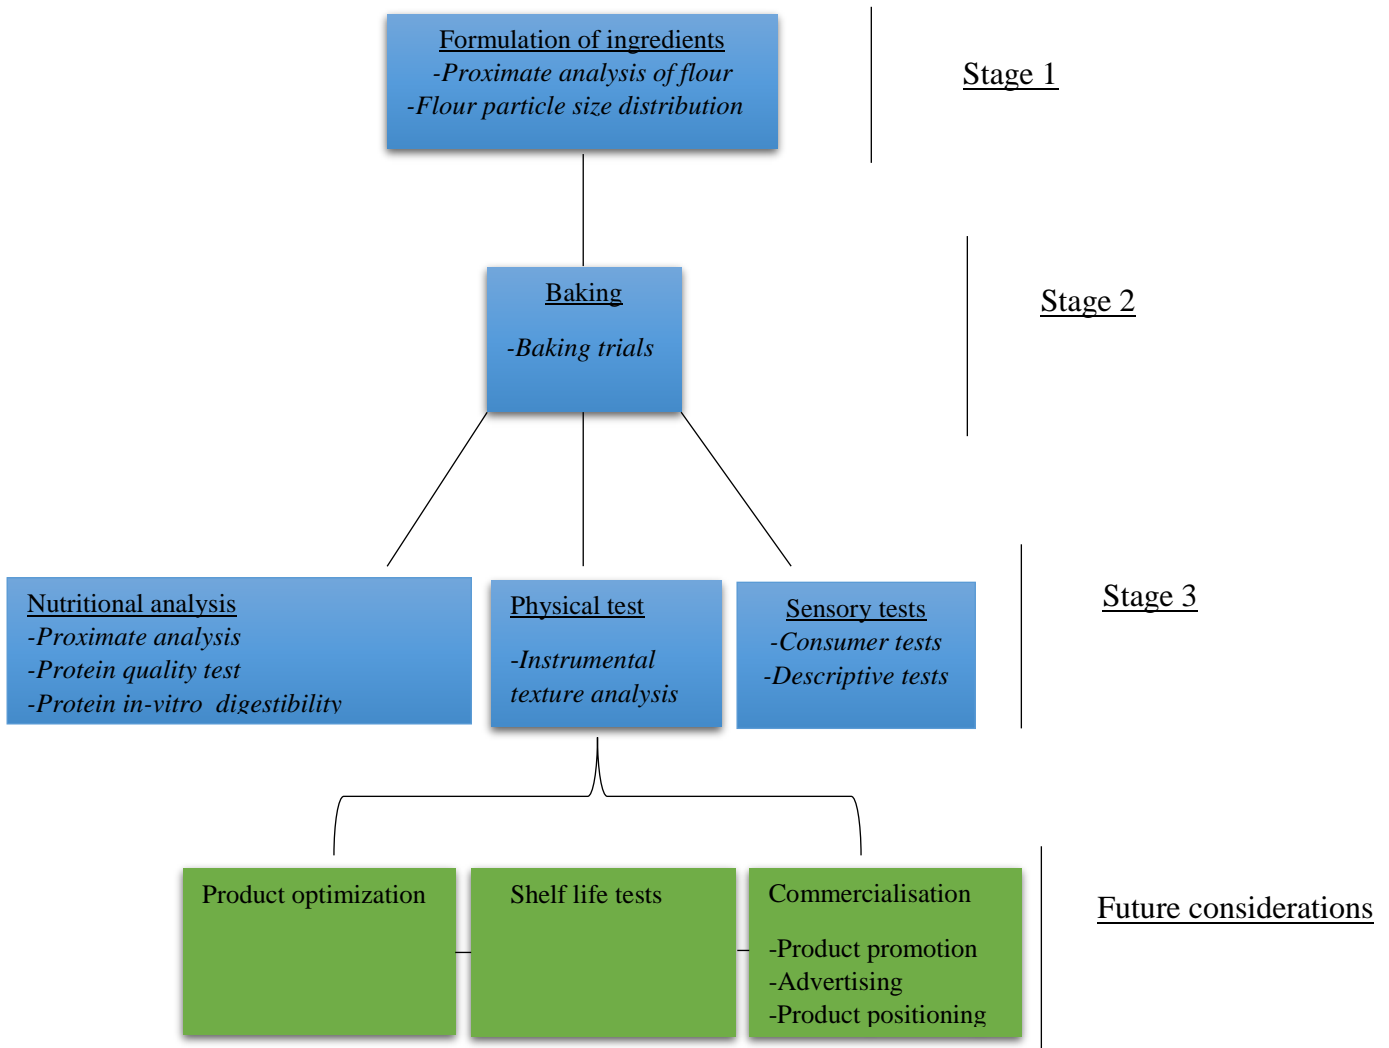 Formulation of ingredients
-Proximate analysis of flour
-Flour particle size distribution
Stage 1
Baking
-Baking trials
Stage 2
Nutritional analysis
-Proximate analysis
-Protein quality test
-Protein in-vitro  digestibility
Physical test
-Instrumental
texture analysis
Sensory tests
-Consumer tests
-Descriptive tests
Stage 3
Product optimization
Shelf life tests
Commercialisation
-Product promotion
-Advertising
-Product positioning
Future considerations